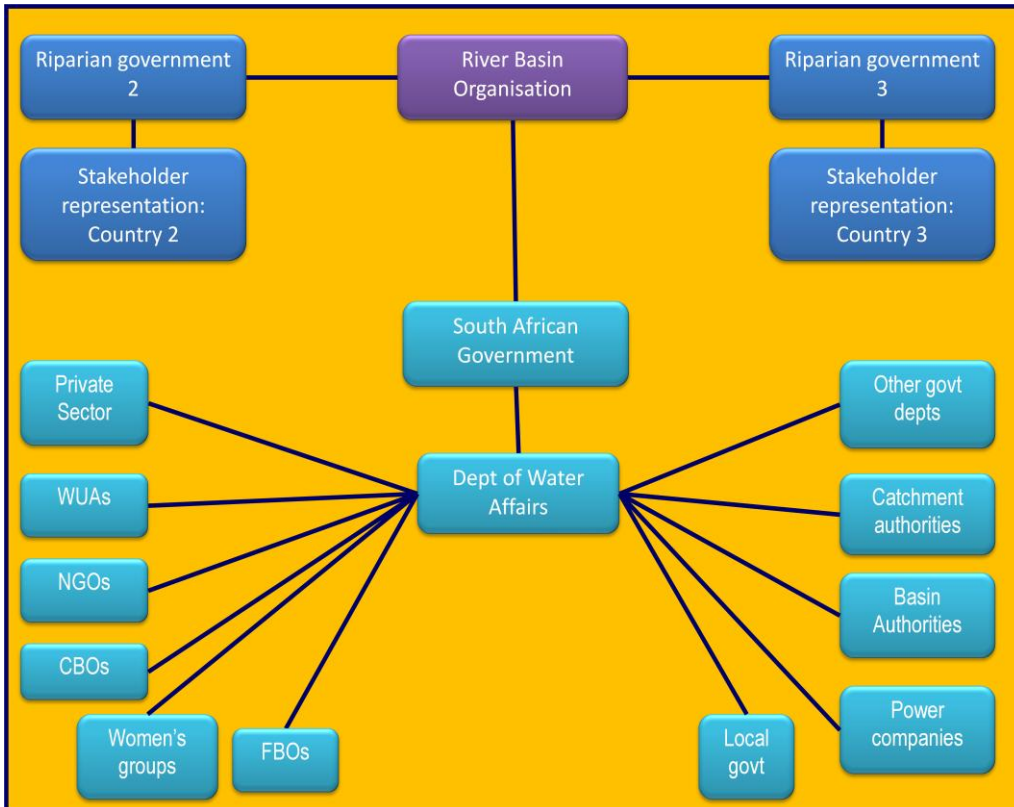 Riparian government
2
River Basin
Organisation
Riparian government
3
Stakeholder
representation:
Country 2
Stakeholder
representation:
Country 3
South African
Government
Private
Sector
Other govt
depts
Dept of Water
Affairs
WUAs
Catchment
authorities
NGOs
Basin
Authorities
CBOs
Women's
groups
FBOs
Local
govt
Power
companies